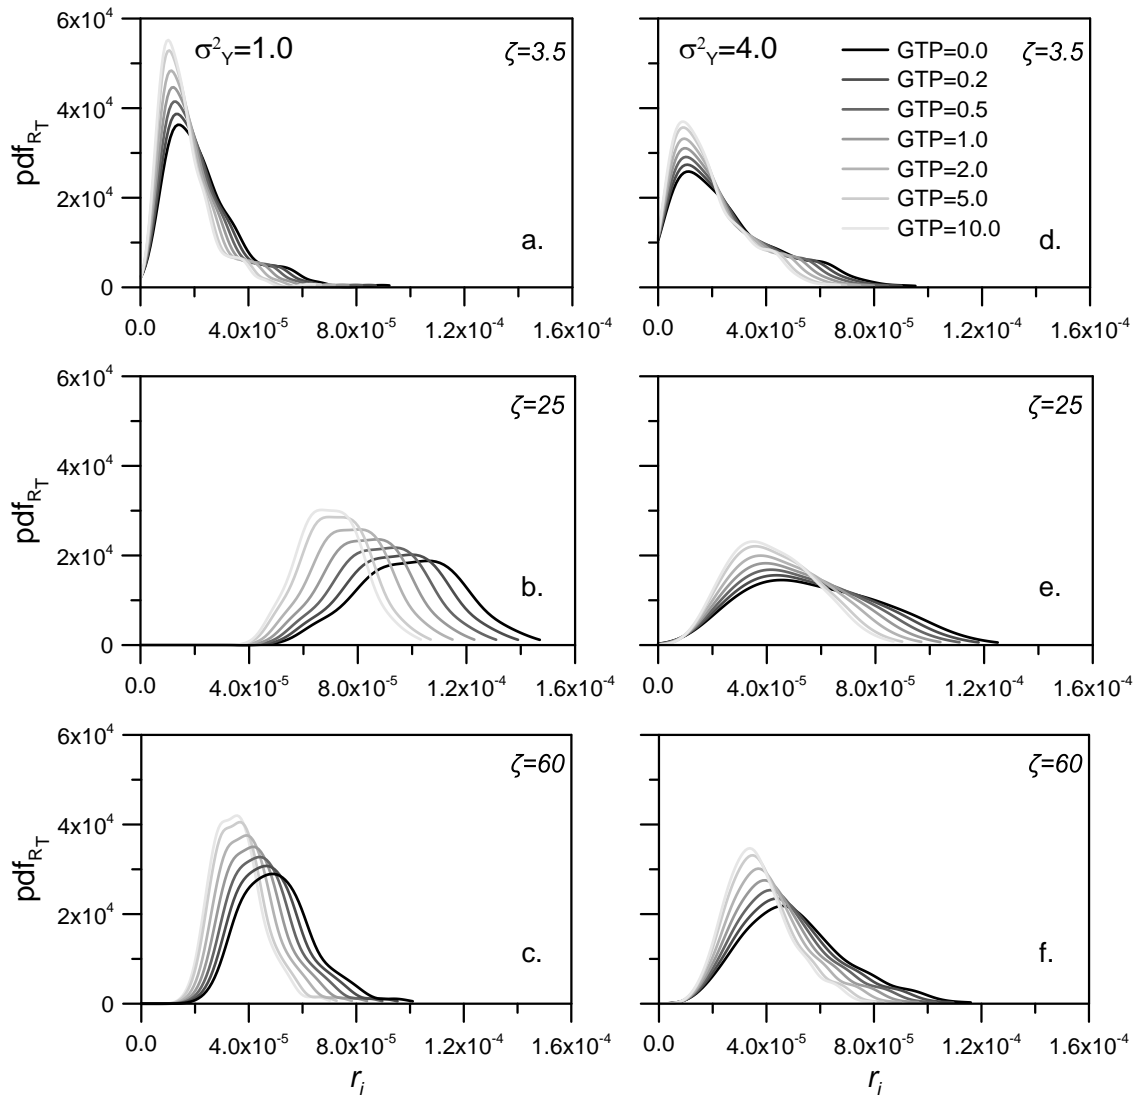 σ²Y=1.0
ζ=3.5
6x10⁴
4x10⁴
2x10⁴
0
pdf_RT
a.
0.0 4.0x10⁻⁵ 8.0x10⁻⁵ 1.2x10⁻⁴ 1.6x10⁻⁴
σ²Y=4.0
ζ=3.5
GTP=0.0
GTP=0.2
GTP=0.5
GTP=1.0
GTP=2.0
GTP=5.0
GTP=10.0
d.
0.0 4.0x10⁻⁵ 8.0x10⁻⁵ 1.2x10⁻⁴ 1.6x10⁻⁴
ζ=25
6x10⁴
4x10⁴
2x10⁴
0
pdf_RT
b.
0.0 4.0x10⁻⁵ 8.0x10⁻⁵ 1.2x10⁻⁴ 1.6x10⁻⁴
ζ=25
e.
0.0 4.0x10⁻⁵ 8.0x10⁻⁵ 1.2x10⁻⁴ 1.6x10⁻⁴
ζ=60
6x10⁴
4x10⁴
2x10⁴
0
pdf_RT
c.
0.0 4.0x10⁻⁵ 8.0x10⁻⁵ 1.2x10⁻⁴ 1.6x10⁻⁴
r_i
ζ=60
f.
0.0 4.0x10⁻⁵ 8.0x10⁻⁵ 1.2x10⁻⁴ 1.6x10⁻⁴
r_i